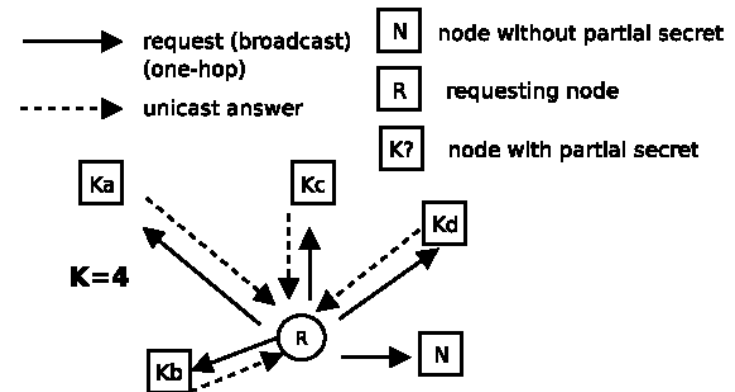 request (broadcast)
(one-hop)
unicast answer
N node without partial secret
R requesting node
K? node with partial secret
Ka
Kc
Kd
K=4
R
N
Kb